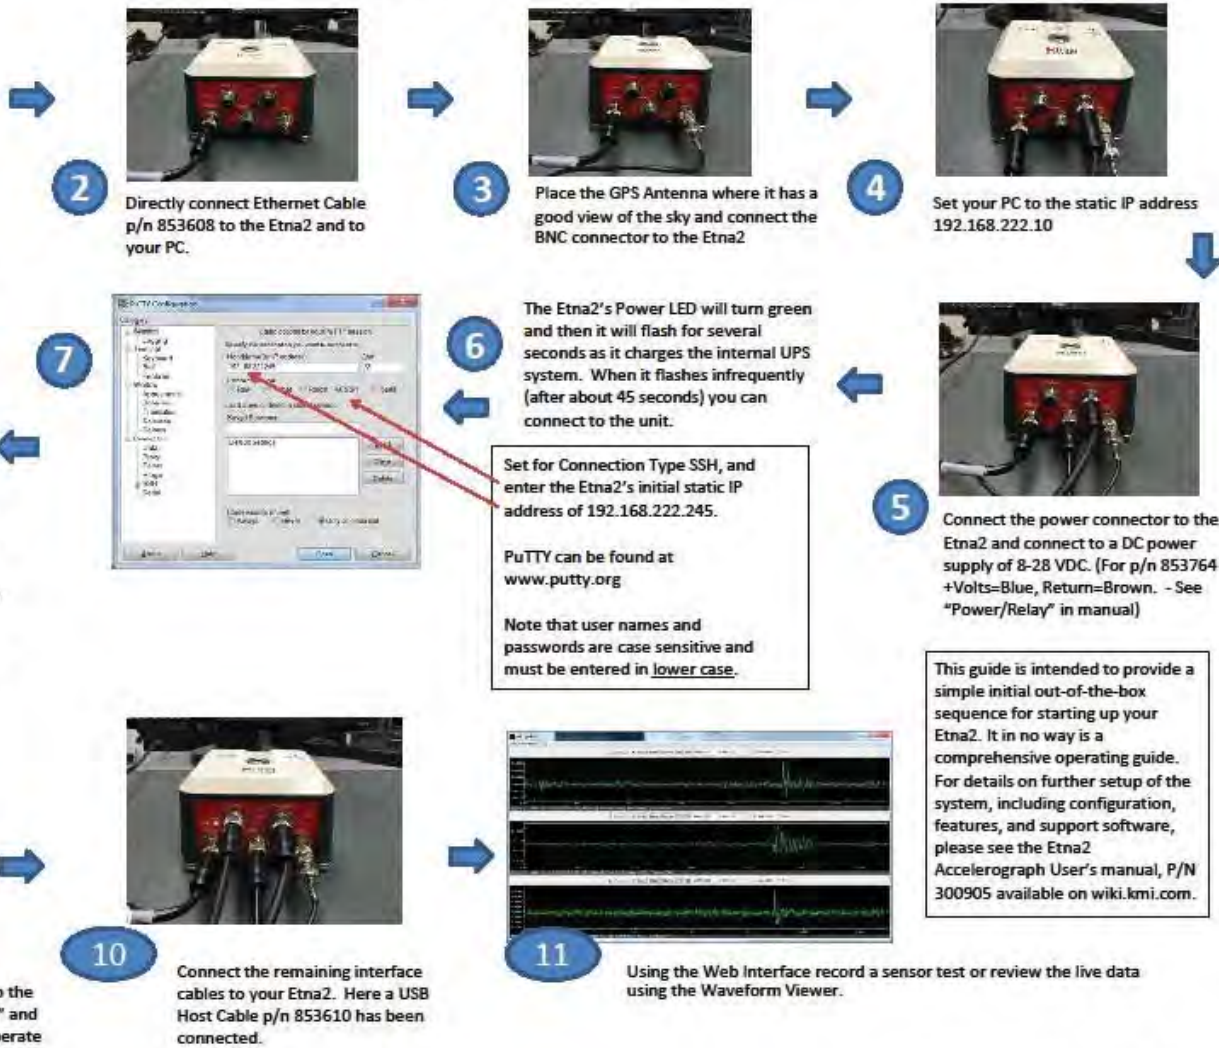 2
Directly connect Ethernet Cable
p/n 853608 to the Etna2 and to
your PC.
3
Place the GPS Antenna where it has a
good view of the sky and connect the
BNC connector to the Etna2
4
Set your PC to the static IP address
192.168.222.10
5
Connect the power connector to the
Etna2 and connect to a DC power
supply of 8-28 VDC. (For p/n 853764
+Volts=Blue, Return=Brown. - See
"Power/Relay" in manual)
6
The Etna2's Power LED will turn green
and then it will flash for several
seconds as it charges the internal UPS
system. When it flashes infrequently
(after about 45 seconds) you can
connect to the unit.
7
PuTTY Configuration
Category
Set for Connection Type SSH, and
enter the Etna2's initial static IP
address of 192.168.222.245.
PuTTY can be found at
www.putty.org
Note that user names and
passwords are case sensitive and
must be entered in lower case.
This guide is intended to provide a
simple initial out-of-the-box
sequence for starting up your
Etna2. It in no way is a
comprehensive operating guide.
For details on further setup of the
system, including configuration,
features, and support software,
please see the Etna2
Accelerograph User's manual, P/N
300905 available on wiki.kmi.com.
the
" and
10
Connect the remaining interface
cables to your Etna2. Here a USB
Host Cable p/n 853610 has been
connected.
11
Using the Web Interface record a sensor test or review the live data
using the Waveform Viewer.